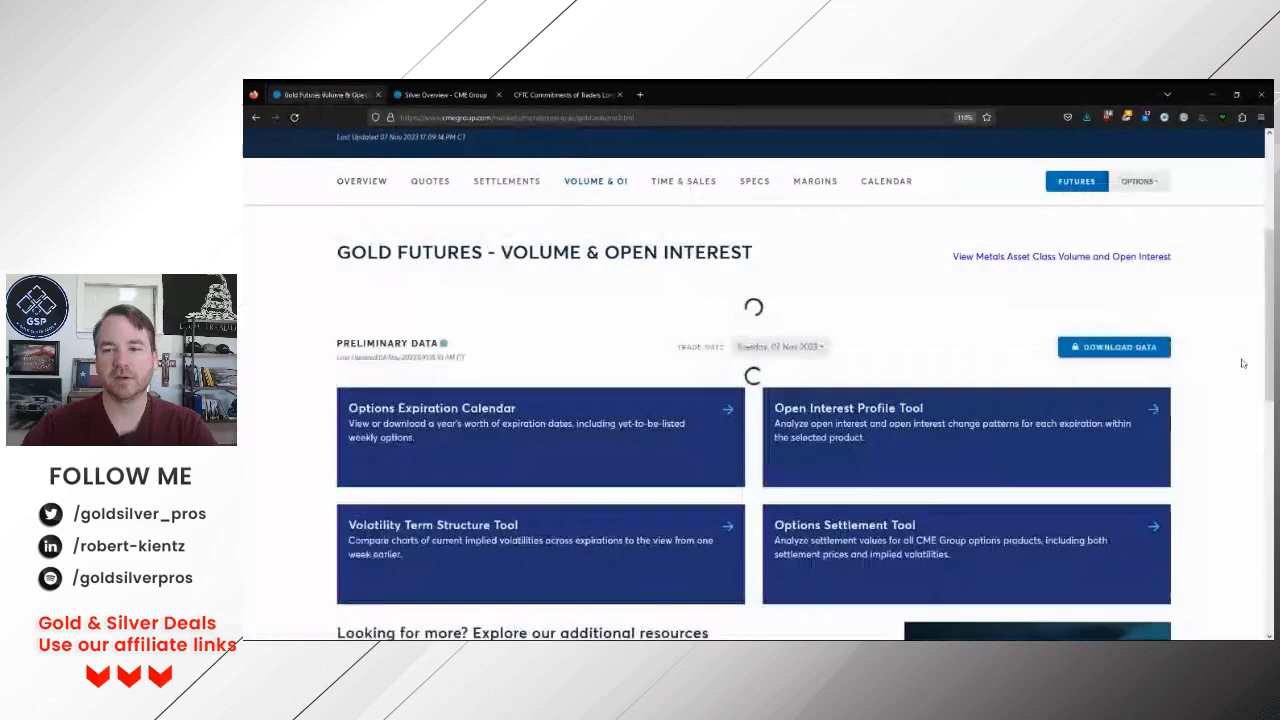 Gold Futures Volume & Open
Silver Overview - CME Group
CFTC Commitments of Traders Lon
110%
Last Updated 07 Nov 2023 17:09:14 PM CT
OVERVIEW
QUOTES
SETTLEMENTS
VOLUME & OI
TIME & SALES
SPECS
MARGINS
CALENDAR
FUTURES
OPTIONS
GOLD FUTURES - VOLUME & OPEN INTEREST
View Metals Asset Class Volume and Open Interest
PRELIMINARY DATA
TRADE DATE
Tuesday, 07 Nov 2023
DOWNLOAD DATA
Options Expiration Calendar
View or download a year's worth of expiration dates, including yet-to-be-listed
weekly options.
Open Interest Profile Tool
Analyze open interest and open interest change patterns for each expiration within
the selected product.
Volatility Term Structure Tool
Compare charts of current implied volatilities across expirations to the view from one
week earlier.
Options Settlement Tool
Analyze settlement values for all CME Group options products, including both
settlement prices and implied volatilities.
Looking for more? Explore our additional resources
GSP
FOLLOW ME
/goldsilver_pros
/robert-kientz
/goldsilverpros
Gold & Silver Deals
Use our affiliate links